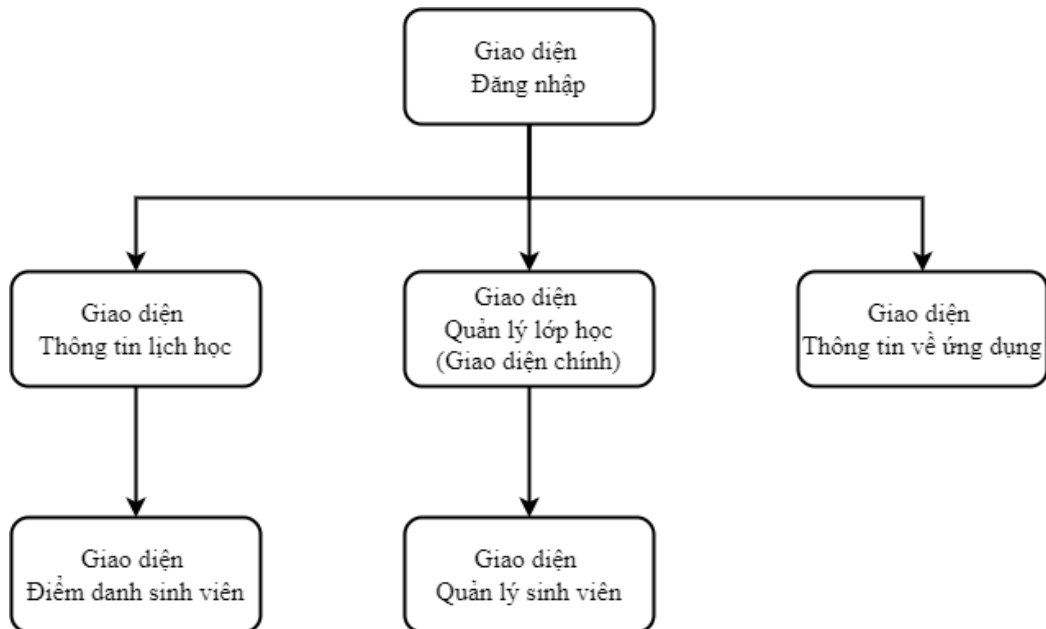 Giao diện
Đăng nhập
Giao diện
Thông tin lịch học
Giao diện
Quản lý lớp học
(Giao diện chính)
Giao diện
Thông tin về ứng dụng
Giao diện
Điểm danh sinh viên
Giao diện
Quản lý sinh viên